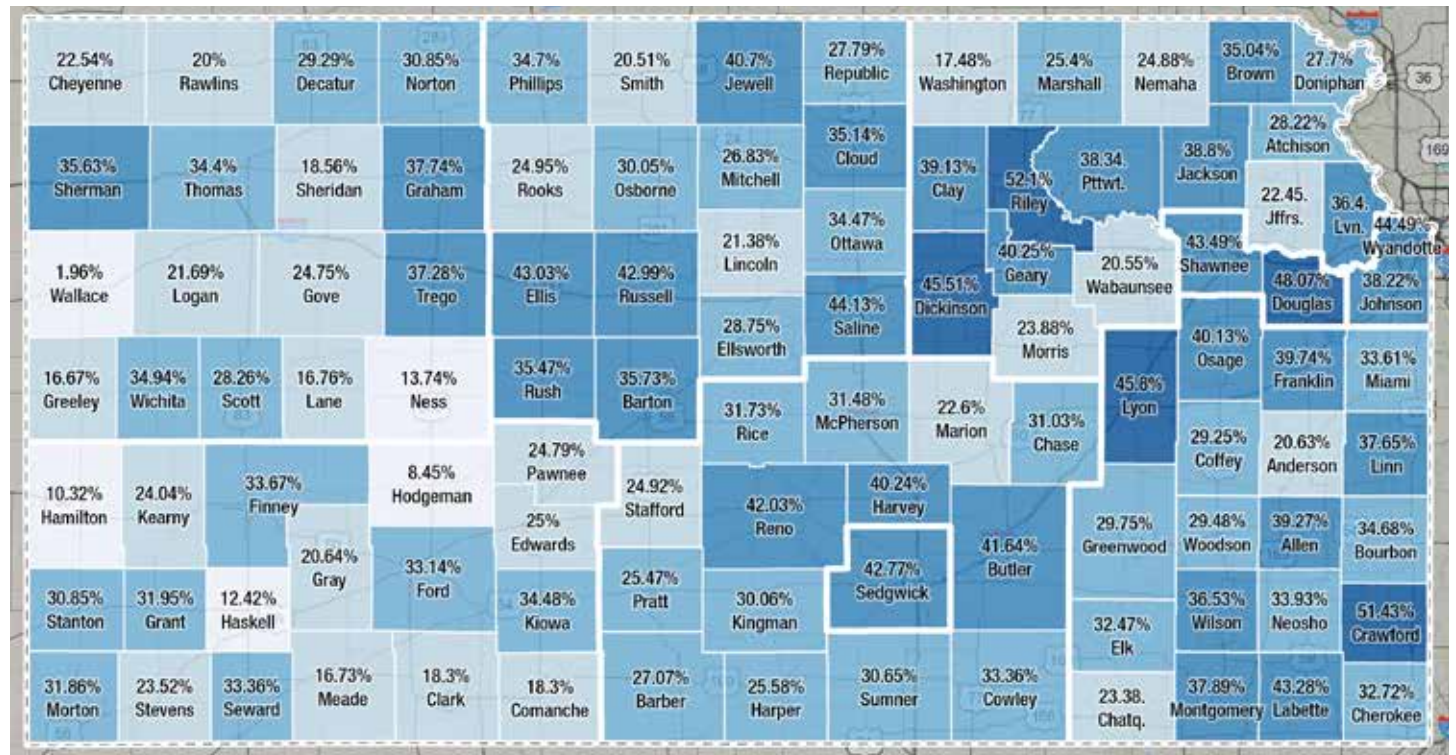 22.54%
Cheyenne
20%
Rawlins
29.29%
Decatur
30.85%
Norton
34.7%
Phillips
20.51%
Smith
40.7%
Jewell
27.79%
Republic
17.48%
Washington
25.4%
Marshall
24.88%
Nemaha
35.04%
Brown
27.7%
Doniphan
36
35.63%
Sherman
34.4%
Thomas
18.56%
Sheridan
37.74%
Graham
24.95%
Rooks
30.05%
Osborne
26.83%
Mitchell
35.14%
Cloud
39.13%
Clay
52.1%
Riley
38.34.
Pttwt.
38.8%
Jackson
28.22%
Atchison
169
22.45.
Jffrs.
36.4.
Lvn.
44.49%
Wyandotte
1.96%
Wallace
21.69%
Logan
24.75%
Gove
37.28%
Trego
43.03%
Ellis
42.99%
Russell
21.38%
Lincoln
34.47%
Ottawa
45.51%
Dickinson
40.25%
Geary
20.55%
Wabaunsee
43.49%
Shawnee
48.07%
Douglas
38.22%
Johnson
28.75%
Ellsworth
44.13%
Saline
23.88%
Morris
16.67%
Greeley
34.94%
Wichita
28.26%
Scott
16.76%
Lane
13.74%
Ness
35.47%
Rush
35.73%
Barton
31.73%
Rice
31.48%
McPherson
22.6%
Marion
31.03%
Chase
45.8%
Lyon
40.13%
Osage
39.74%
Franklin
33.61%
Miami
10.32%
Hamilton
24.04%
Kearny
33.67%
Finney
8.45%
Hodgeman
24.79%
Pawnee
24.92%
Stafford
42.03%
Reno
40.24%
Harvey
41.64%
Butler
29.25%
Coffey
20.63%
Anderson
37.65%
Linn
20.64%
Gray
33.14%
Ford
25%
Edwards
25.47%
Pratt
42.77%
Sedgwick
29.75%
Greenwood
29.48%
Woodson
39.27%
Allen
34.68%
Bourbon
30.85%
Stanton
31.95%
Grant
12.42%
Haskell
34.48%
Kiowa
30.06%
Kingman
32.47%
Elk
36.53%
Wilson
33.93%
Neosho
51.43%
Crawford
31.86%
Morton
23.52%
Stevens
33.36%
Seward
16.73%
Meade
18.3%
Clark
18.3%
Comanche
27.07%
Barber
25.58%
Harper
30.65%
Sumner
33.36%
Cowley
23.38.
Chatq.
37.89%
Montgomery
43.28%
Labette
32.72%
Cherokee